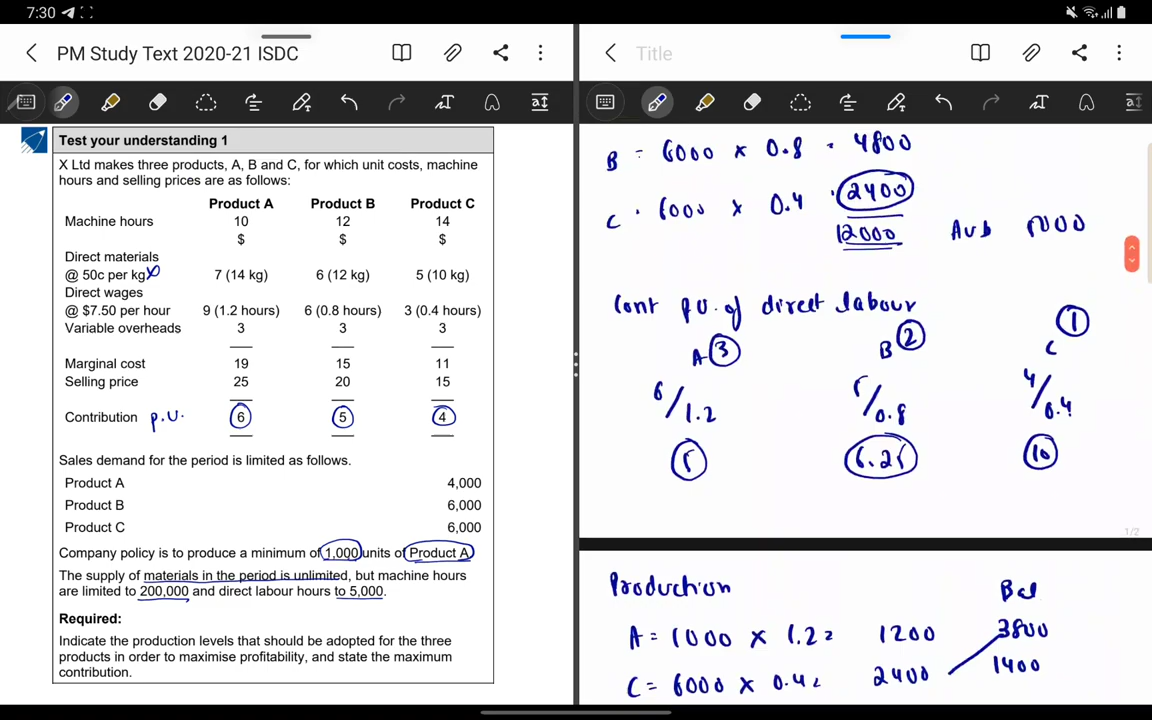 7:30
PM Study Text 2020-21 ISDC
Title
Test your understanding 1
X Ltd makes three products, A, B and C, for which unit costs, machine
hours and selling prices are as follows:
Product A Product B Product C
Machine hours 10 12 14
$ $ $
Direct materials
@ 50c per kg 7 (14 kg) 6 (12 kg) 5 (10 kg)
Direct wages
@ $7.50 per hour 9 (1.2 hours) 6 (0.8 hours) 3 (0.4 hours)
Variable overheads 3 3 3
Marginal cost 19 15 11
Selling price 25 20 15
Contribution p.u. 6 5 4
Sales demand for the period is limited as follows.
Product A 4,000
Product B 6,000
Product C 6,000
Company policy is to produce a minimum of 1,000 units of Product A
The supply of materials in the period is unlimited, but machine hours
are limited to 200,000 and direct labour hours to 5,000.
Required:
Indicate the production levels that should be adopted for the three
products in order to maximise profitability, and state the maximum
contribution.
B = 6000 x 0.8 = 4800
C = 6000 x 0.4 = 2400
12000 Avb 5000
Cont p.u. of direct labour
A 3 B 2 C 1
6/1.2 5/0.8 4/0.4
5 6.25 10
1/2
Production Bal
A = 1000 x 1.2 = 1200 3800
C = 6000 x 0.4 = 2400 1400